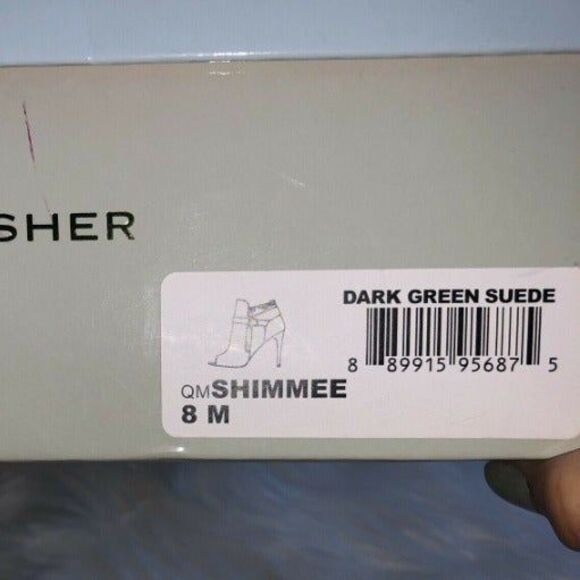 SHER
DARK GREEN SUEDE
8 89915 95687 5
QMSHIMMEE
8 M